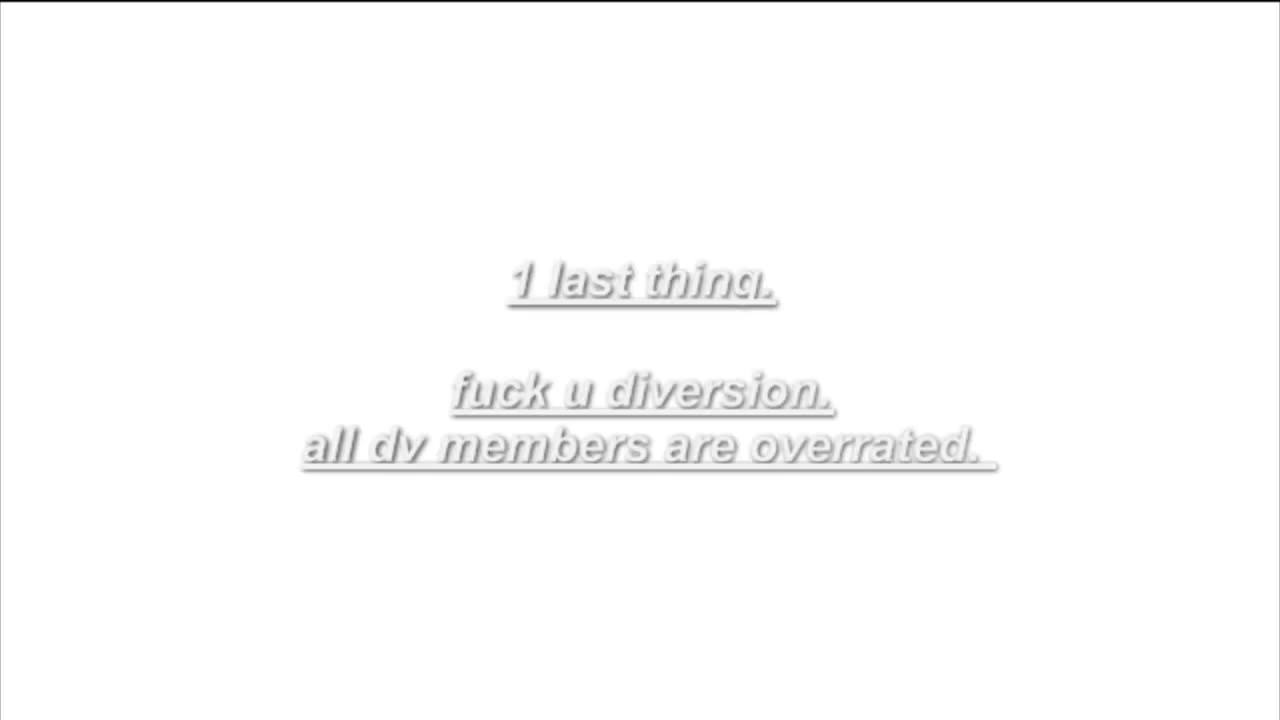 1 last thing.
fuck u diversion.
all dv members are overrated.